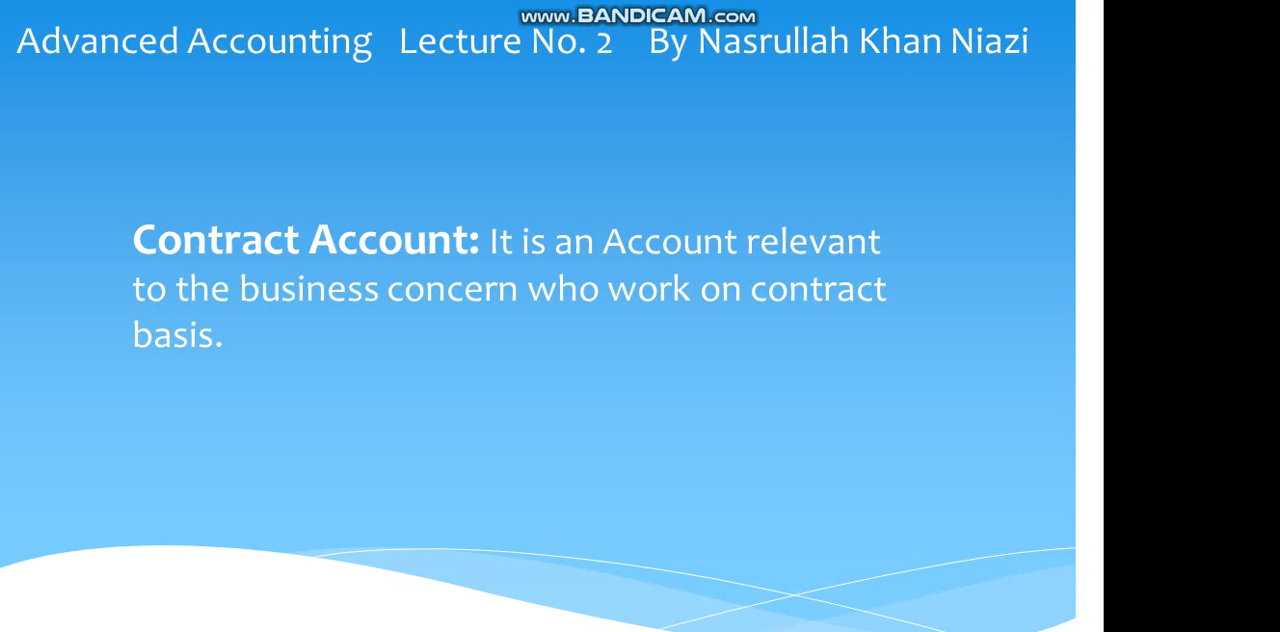 www.BANDICAM.com
Advanced Accounting Lecture No. 2 By Nasrullah Khan Niazi
Contract Account: It is an Account relevant
to the business concern who work on contract
basis.